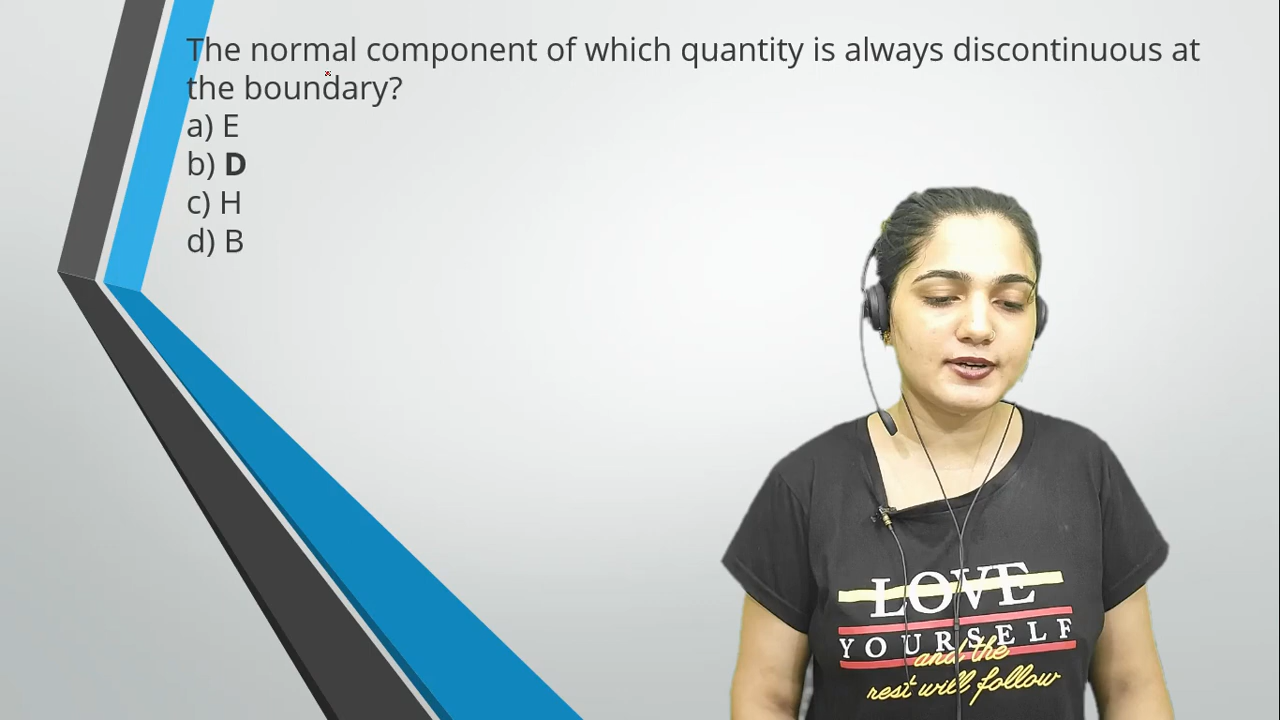 The normal component of which quantity is always discontinuous at
the boundary?
a) E
b) D
c) H
d) B
LOVE
YOURSELF
and the
rest will follow